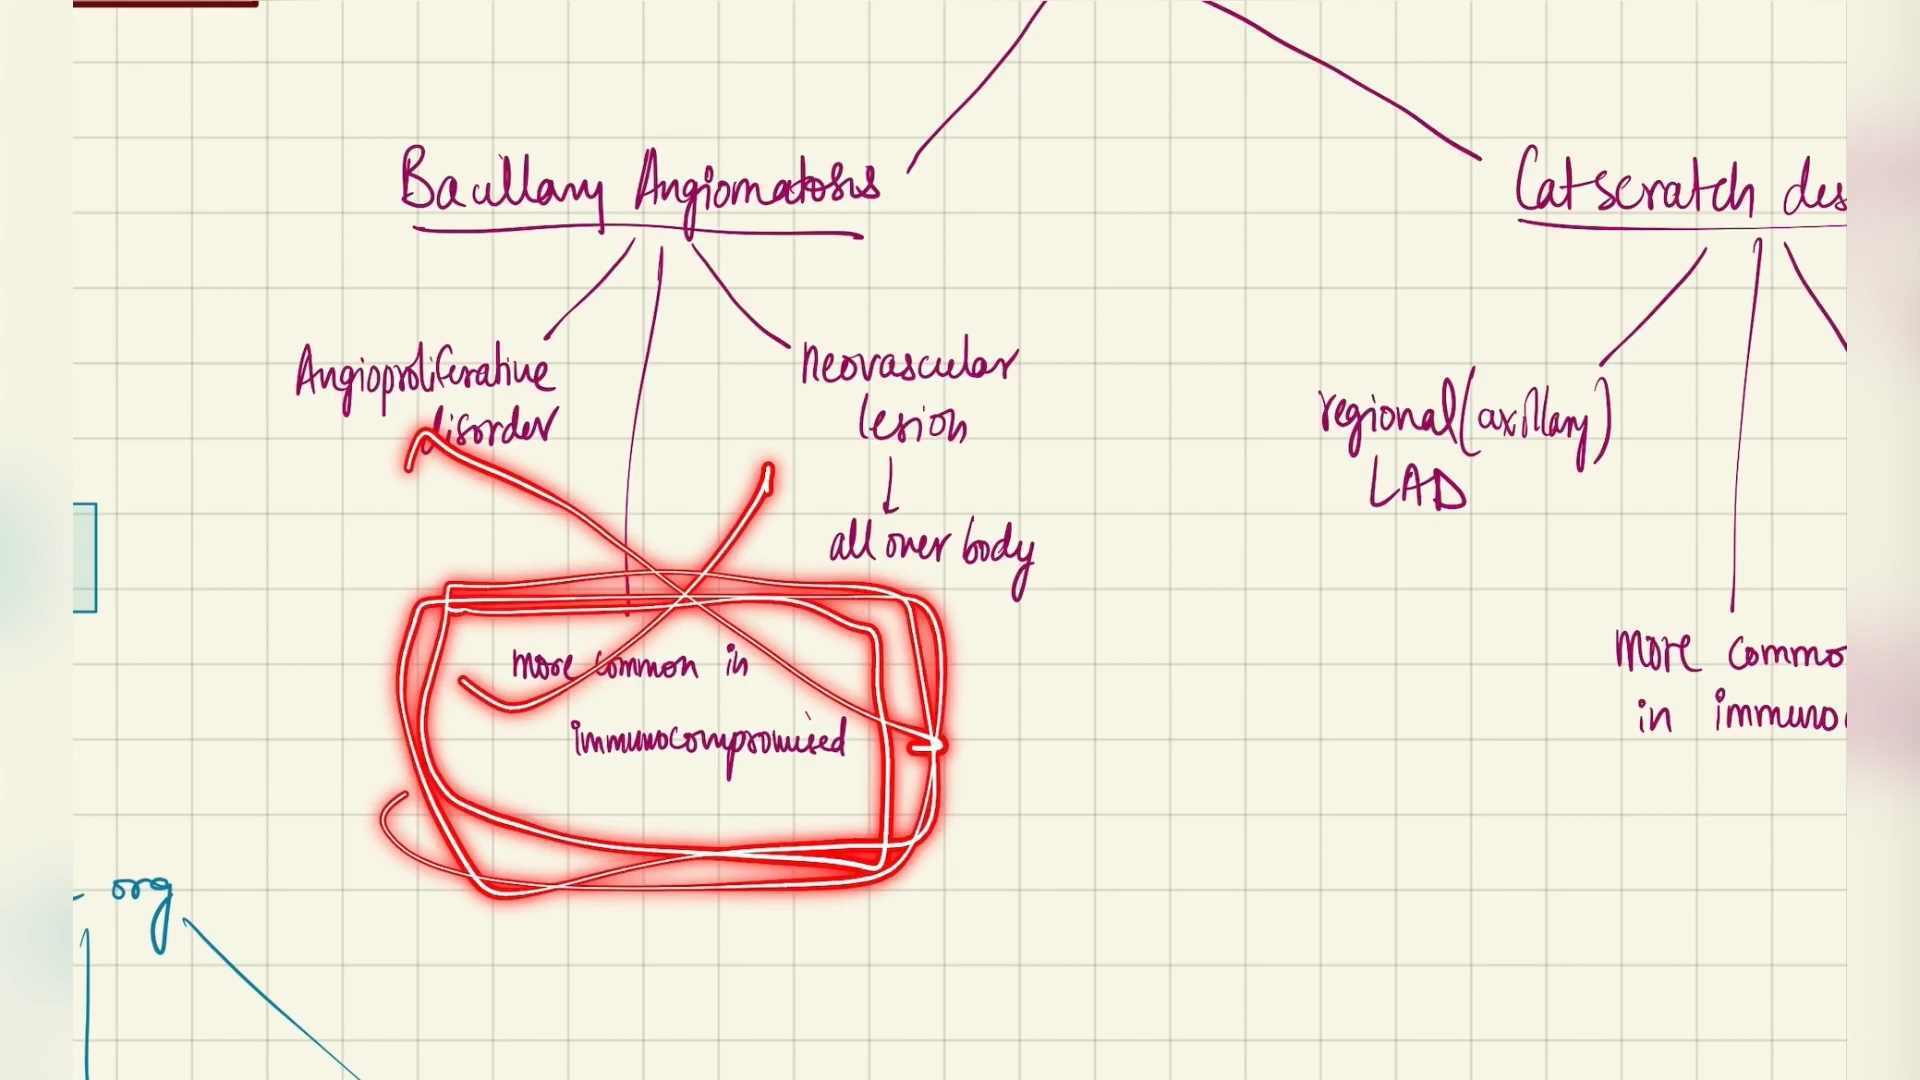 Bacillary Angiomatosis
Catscratch des
Angioproliferative
disorder
neovascular
lesion
all over body
regional (axillary)
LAD
more common in
immunocompromised
more commo
in immuno
org